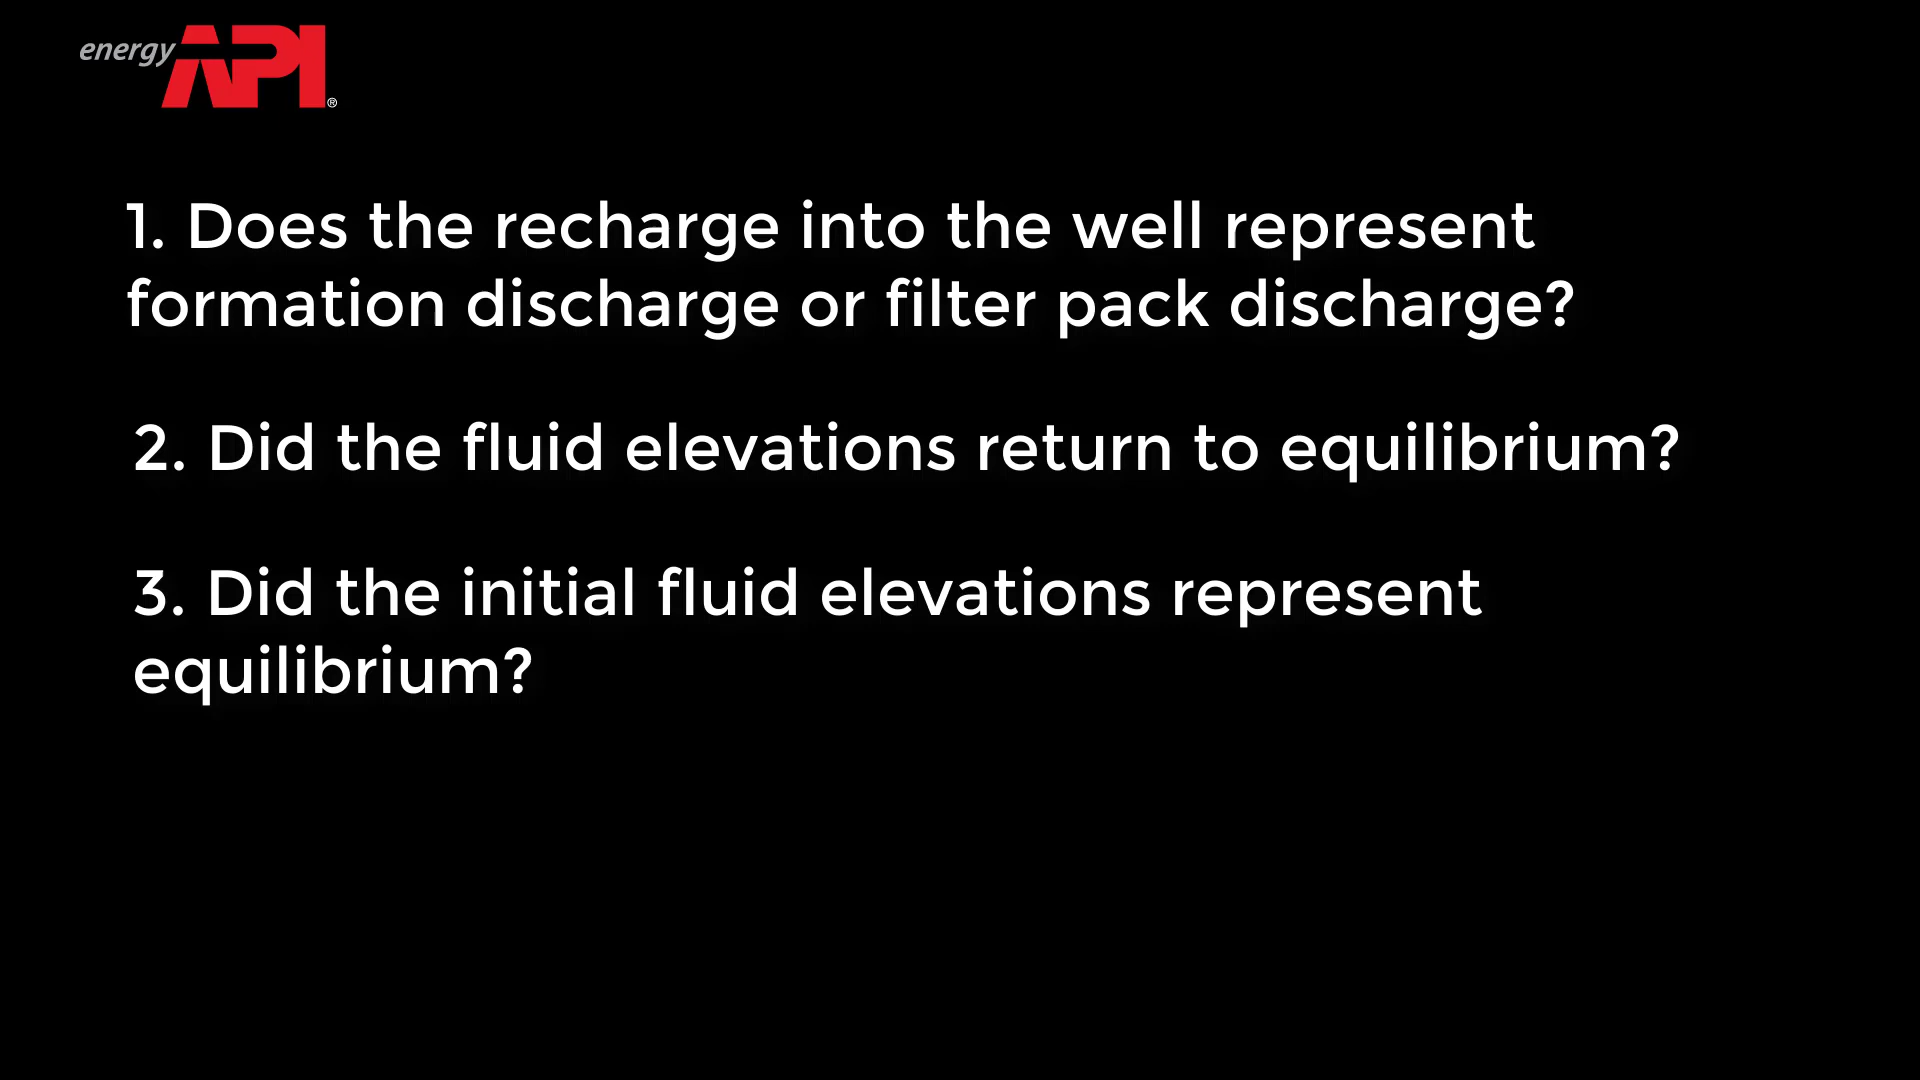 energy API®
1. Does the recharge into the well represent
formation discharge or filter pack discharge?
2. Did the fluid elevations return to equilibrium?
3. Did the initial fluid elevations represent
equilibrium?